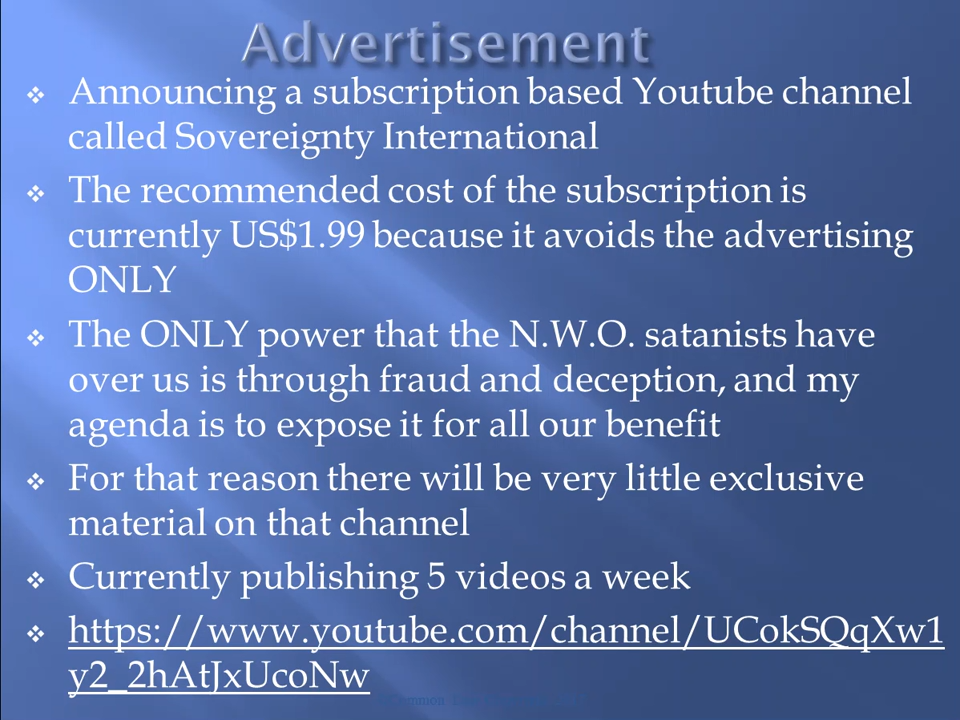 Advertisement
Announcing a subscription based Youtube channel
called Sovereignty International
The recommended cost of the subscription is
currently US$1.99 because it avoids the advertising
ONLY
The ONLY power that the N.W.O. satanists have
over us is through fraud and deception, and my
agenda is to expose it for all our benefit
For that reason there will be very little exclusive
material on that channel
Currently publishing 5 videos a week
https://www.youtube.com/channel/UCokSQqXw1
y2_2hAtJxUcoNw